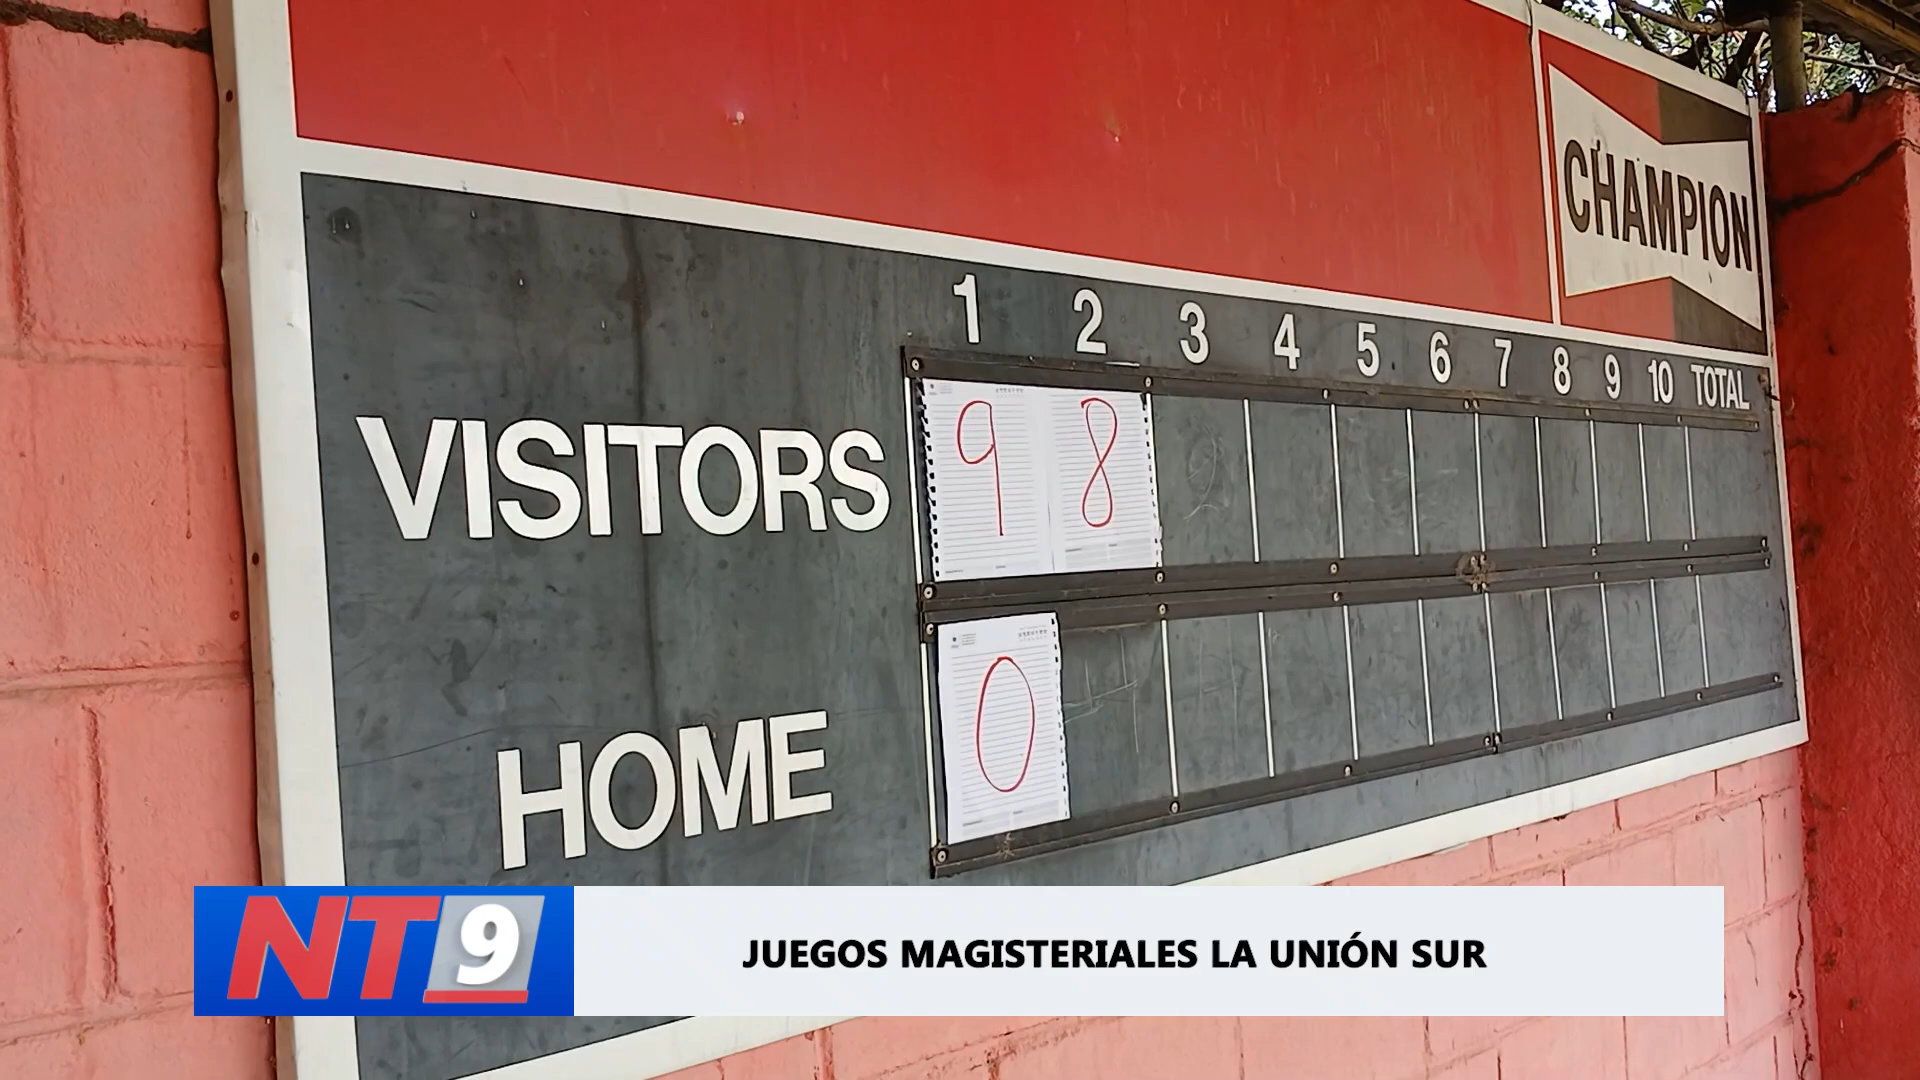 CHAMPION
1 2 3 4 5 6 7 8 9 10 TOTAL
VISITORS 9 8
HOME 0
NT9 JUEGOS MAGISTERIALES LA UNIÓN SUR